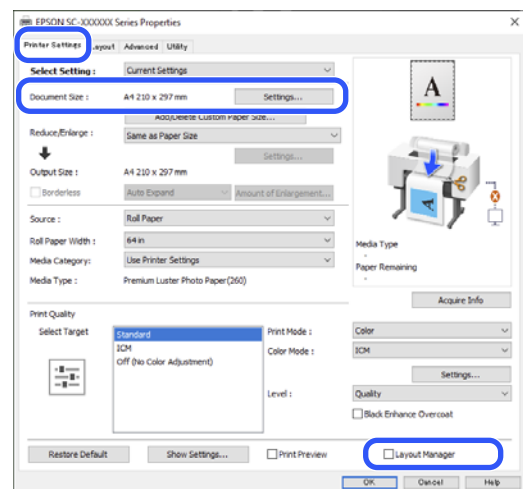 EPSON SC-XXXXXX Series Properties
Printer Settings Layout Advanced Utility
Select Setting : Current Settings
Document Size : A4 210 x 297 mm Settings...
Add/Delete Custom Paper Size...
Reduce/Enlarge : Same as Paper Size
Settings...
Output Size : A4 210 x 297 mm
Borderless Auto Expand Amount of Enlargement...
Source : Roll Paper
Roll Paper Width : 64 in
Media Category: Use Printer Settings
Media Type : Premium Luster Photo Paper(260)
A
A
Media Type
-
Paper Remaining
-
Acquire Info
Print Quality
Select Target
Standard
ICM
Off (No Color Adjustment)
Print Mode : Color
Color Mode : ICM
Settings...
Level : Quality
Black Enhance Overcoat
Restore Default Show Settings... Print Preview Layout Manager
OK Cancel Help